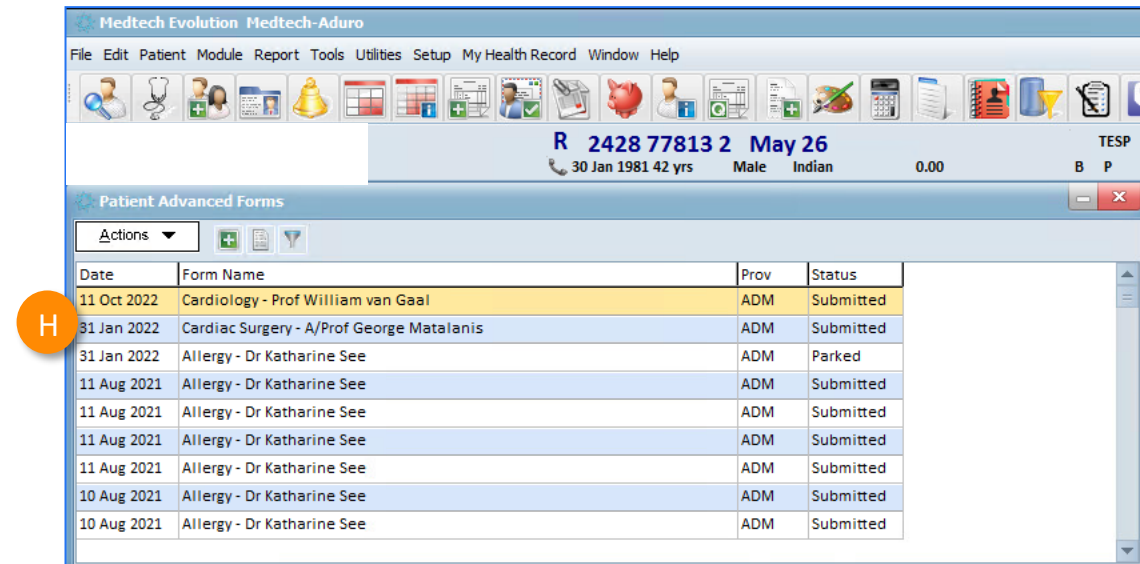 Medtech Evolution Medtech-Aduro
File Edit Patient Module Report Tools Utilities Setup My Health Record Window Help
R 2428 77813 2 May 26 TESP
30 Jan 1981 42 yrs Male Indian 0.00 B P
Patient Advanced Forms
Actions
Date Form Name Prov Status
11 Oct 2022 Cardiology - Prof William van Gaal ADM Submitted
H
31 Jan 2022 Cardiac Surgery - A/Prof George Matalanis ADM Submitted
31 Jan 2022 Allergy - Dr Katharine See ADM Parked
11 Aug 2021 Allergy - Dr Katharine See ADM Submitted
11 Aug 2021 Allergy - Dr Katharine See ADM Submitted
11 Aug 2021 Allergy - Dr Katharine See ADM Submitted
11 Aug 2021 Allergy - Dr Katharine See ADM Submitted
10 Aug 2021 Allergy - Dr Katharine See ADM Submitted
10 Aug 2021 Allergy - Dr Katharine See ADM Submitted